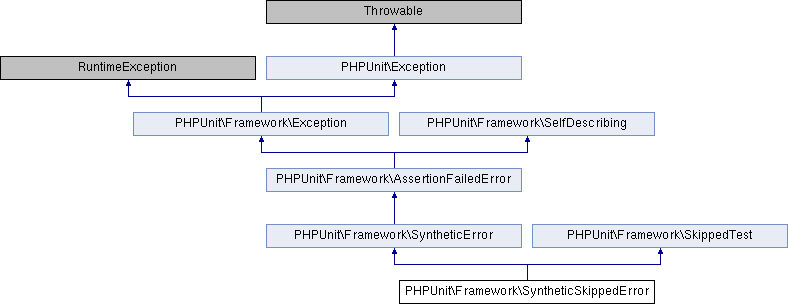 Throwable
RuntimeException
PHPUnit\Exception
PHPUnit\Framework\Exception
PHPUnit\Framework\SelfDescribing
PHPUnit\Framework\AssertionFailedError
PHPUnit\Framework\SyntheticError
PHPUnit\Framework\SkippedTest
PHPUnit\Framework\SyntheticSkippedError